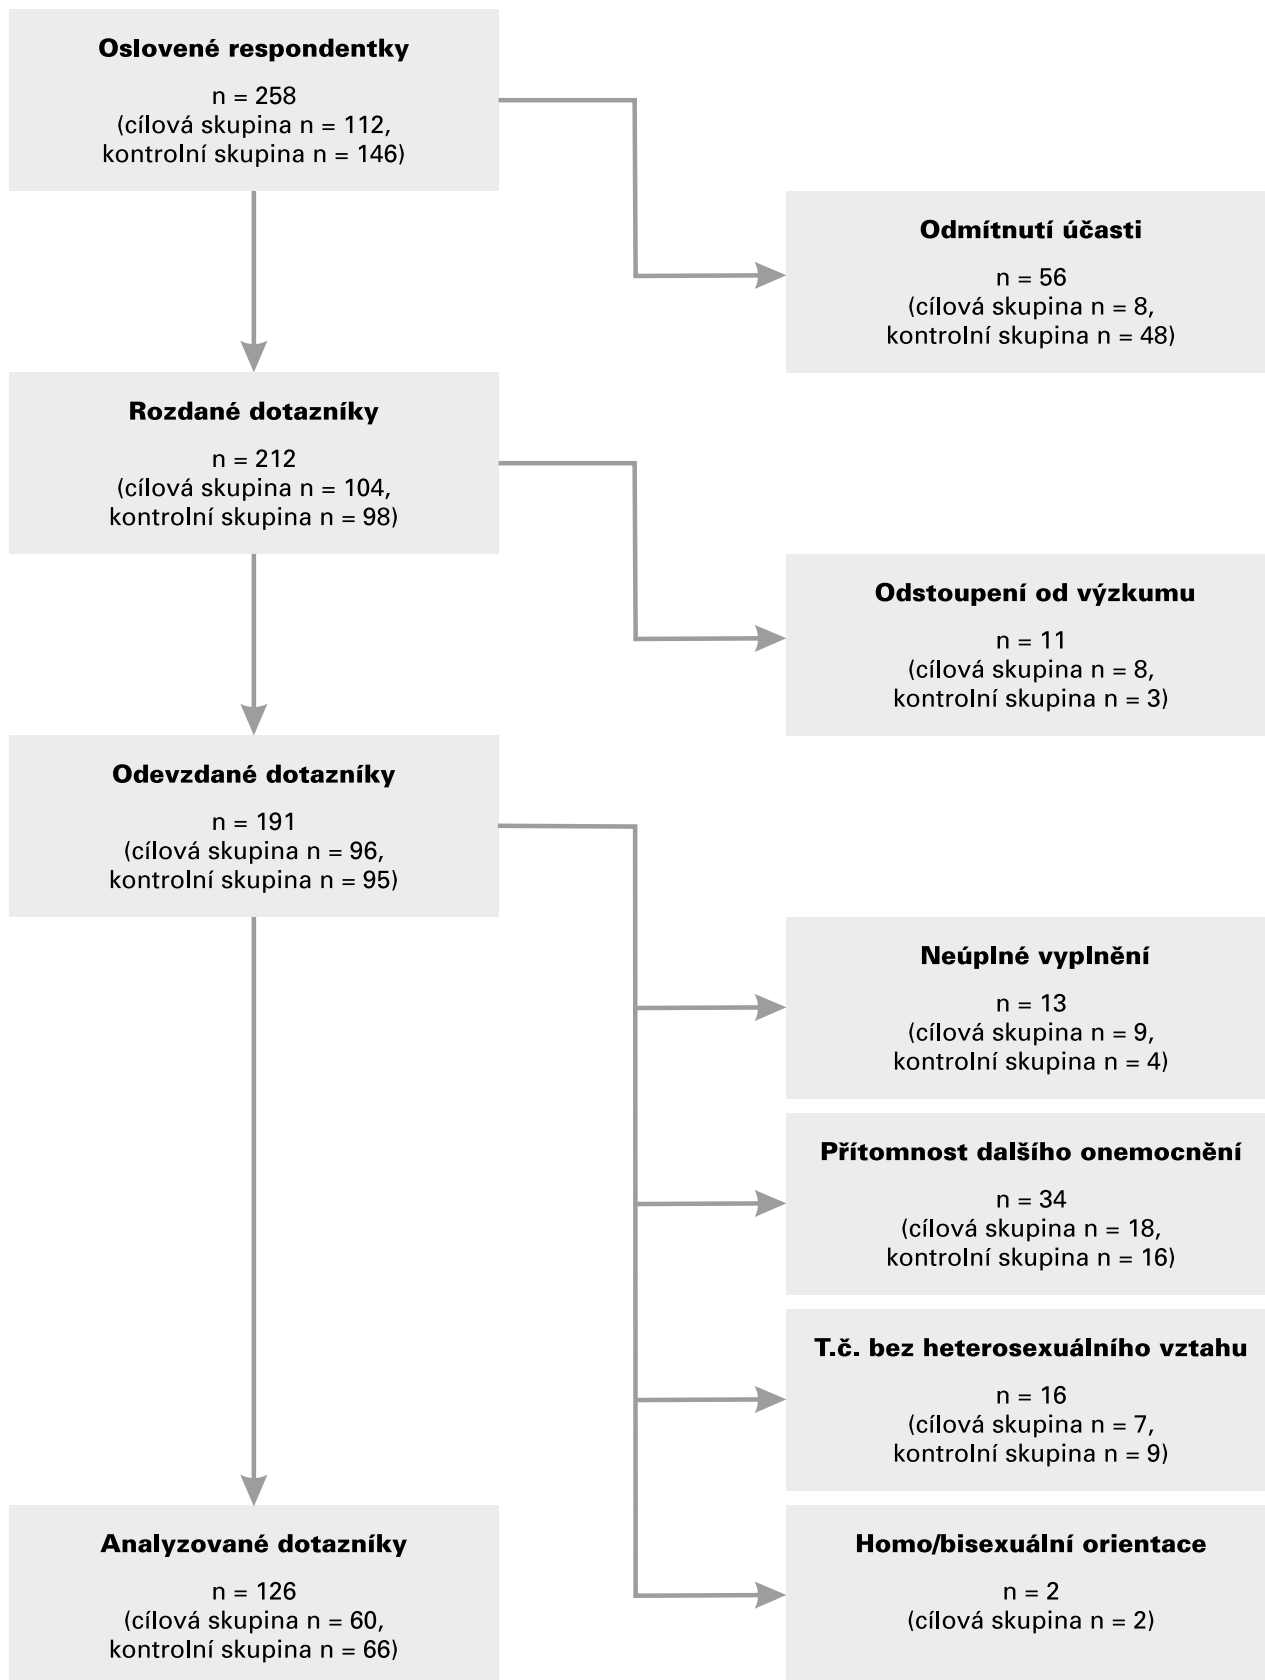 Oslovené respondentky
n = 258
(cílová skupina n = 112,
kontrolní skupina n = 146)
Odmítnutí účasti
n = 56
(cílová skupina n = 8,
kontrolní skupina n = 48)
Rozdané dotazníky
n = 212
(cílová skupina n = 104,
kontrolní skupina n = 98)
Odstoupení od výzkumu
n = 11
(cílová skupina n = 8,
kontrolní skupina n = 3)
Odevzdané dotazníky
n = 191
(cílová skupina n = 96,
kontrolní skupina n = 95)
Neúplné vyplnění
n = 13
(cílová skupina n = 9,
kontrolní skupina n = 4)
Přítomnost dalšího onemocnění
n = 34
(cílová skupina n = 18,
kontrolní skupina n = 16)
T.č. bez heterosexuálního vztahu
n = 16
(cílová skupina n = 7,
kontrolní skupina n = 9)
Analyzované dotazníky
n = 126
(cílová skupina n = 60,
kontrolní skupina n = 66)
Homo/bisexuální orientace
n = 2
(cílová skupina n = 2)